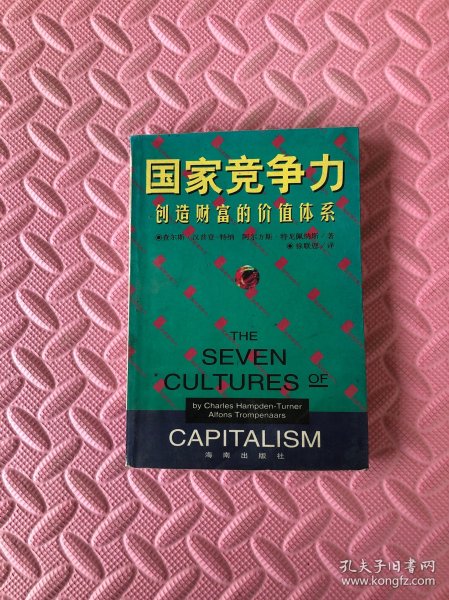 国家竞争力
创造财富的价值体系
查尔斯·汉普登-特纳 阿尔方斯·特龙佩纳斯/著
徐联恩/译
THE
SEVEN
CULTURES OF
by Charles Hampden-Turner
Alfons Trompenaars
CAPITALISM
海南出版社
孔夫子旧书网
www.kongfz.com